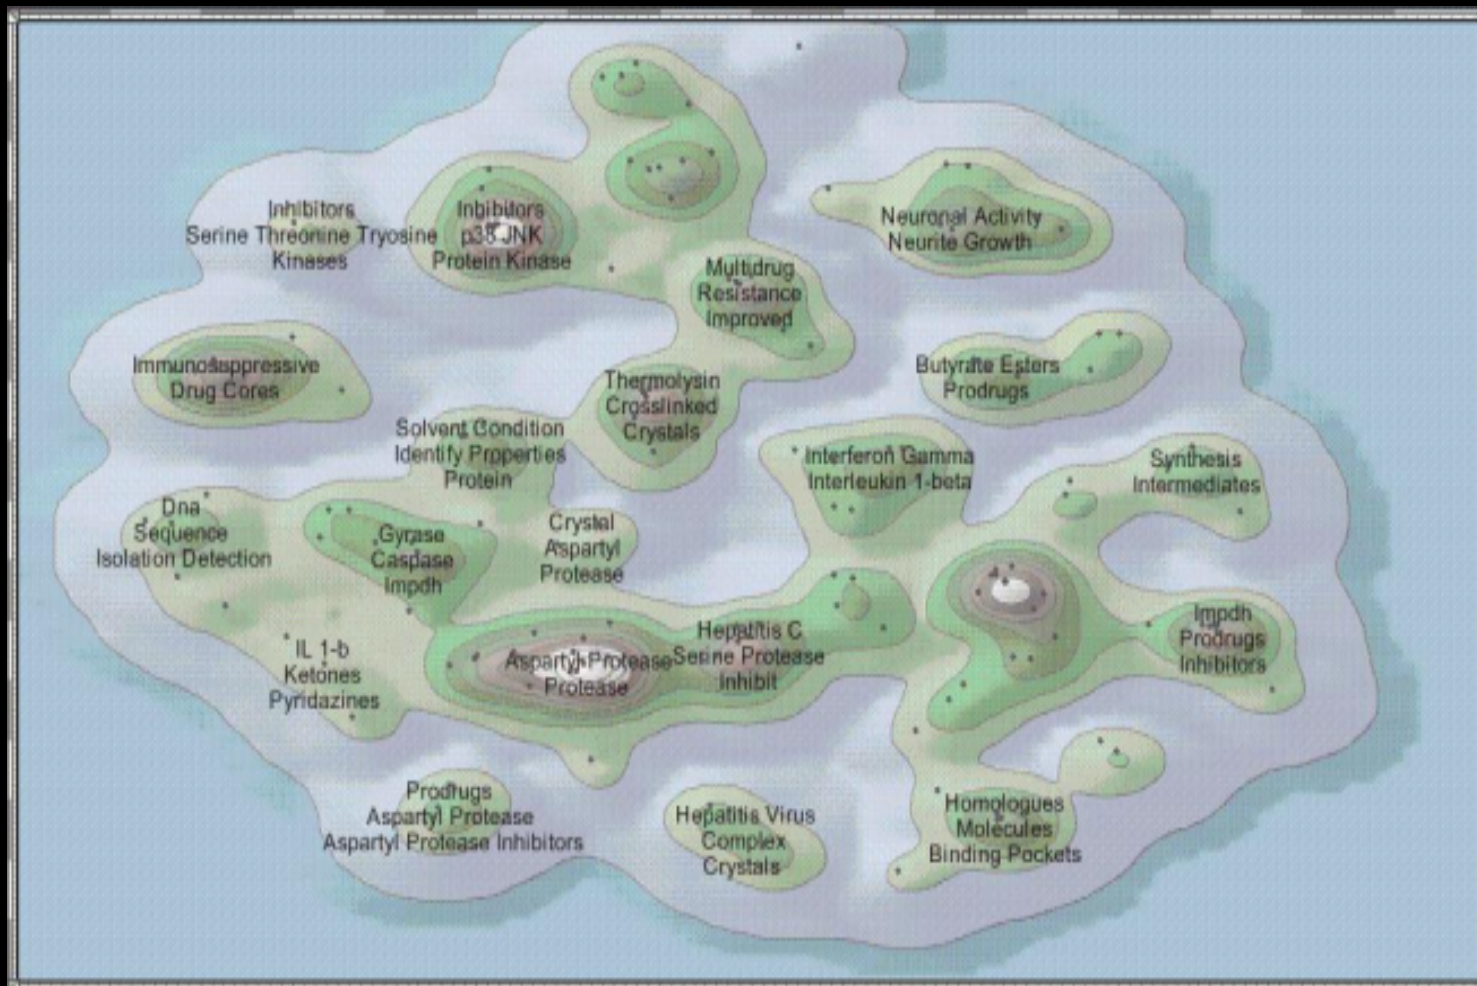 Inhibitors
Serine Threonine Tryosine
Kinases
Inbibitors
p38 JNK
Protein Kinase
Neuronal Activity
Neurite Growth
Multidrug
Resistance
Improved
Immunosuppressive
Drug Cores
Thermolysin
Crosslinked
Crystals
Butyrate Esters
Prodrugs
Solvent Condition
Identify Properties
Protein
Interferon Gamma
Interleukin 1-beta
Synthesis
Intermediates
Dna
Sequence
Isolation Detection
Gyrase
Caspase
Impdh
Crystal
Aspartyl
Protease
IL 1-b
Ketones
Pyridazines
Aspartyl Protease
Protease
Hepatitis C
Serine Protease
Inhibit
Impdh
Prodrugs
Inhibitors
Prodrugs
Aspartyl Protease
Aspartyl Protease Inhibitors
Hepatitis Virus
Complex
Crystals
Homologues
Molecules
Binding Pockets